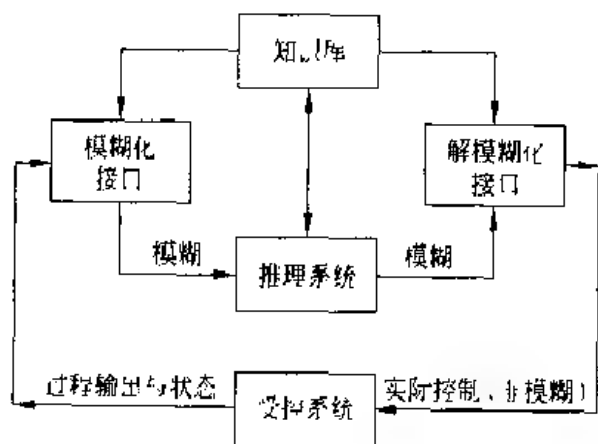 知识库
模糊化
接口
解模糊化
接口
模糊
推理系统
模糊
过程输出与状态
实际控制(非模糊)
受控系统